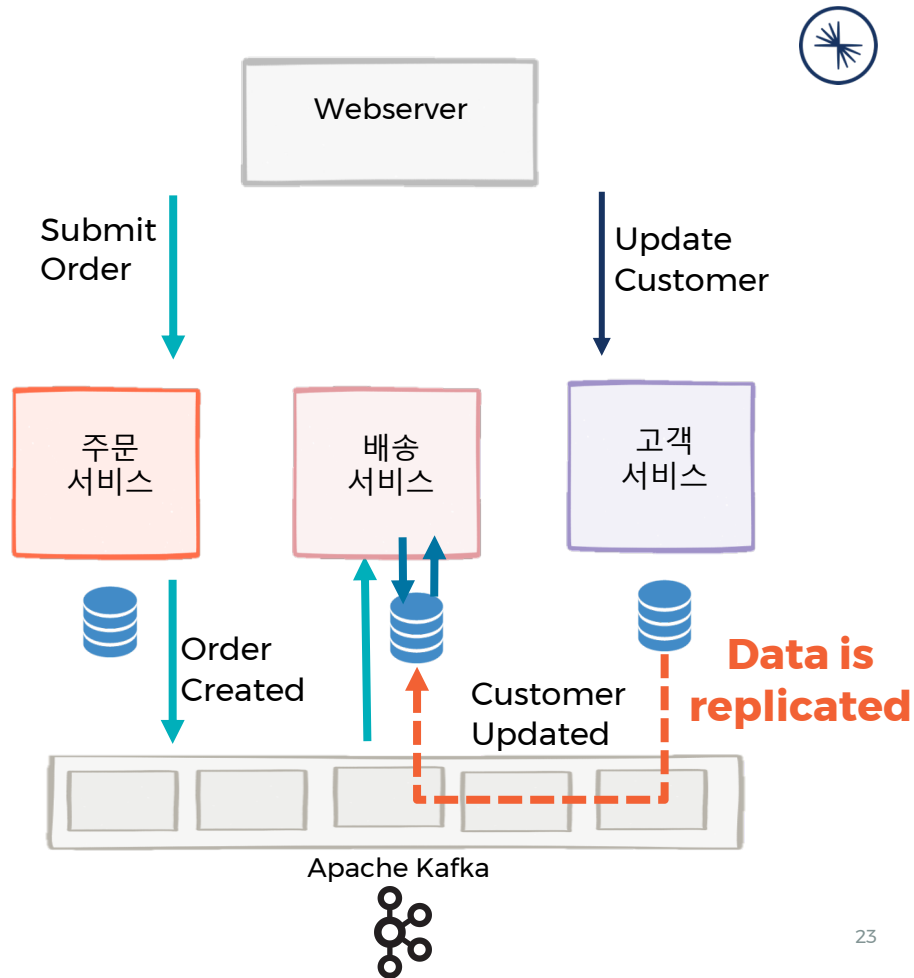 Webserver
Submit
Order
Update
Customer
주문
서비스
배송
서비스
고객
서비스
Order
Created
Customer
Updated
Data is
replicated
Apache Kafka
23